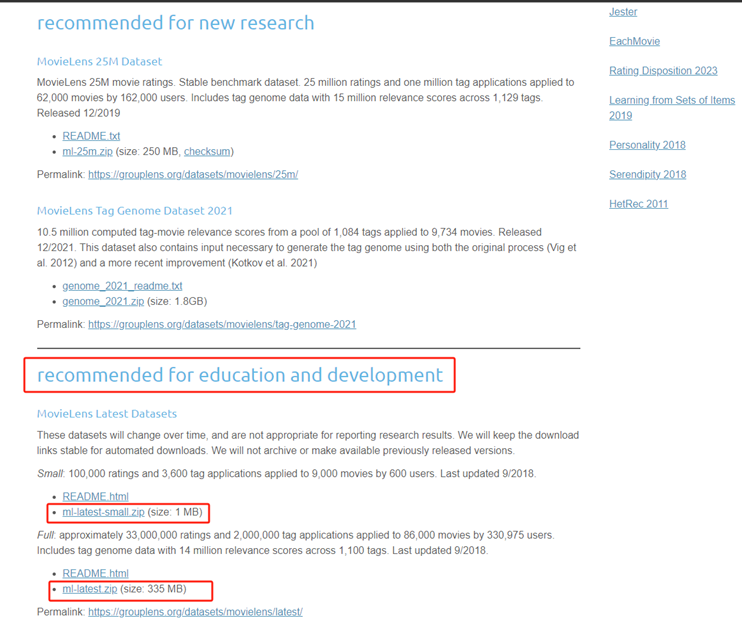 recommended for new research
MovieLens 25M Dataset
MovieLens 25M movie ratings. Stable benchmark dataset. 25 million ratings and one million tag applications applied to
62,000 movies by 162,000 users. Includes tag genome data with 15 million relevance scores across 1,129 tags.
Released 12/2019
README.txt
ml-25m.zip (size: 250 MB, checksum)
Permalink: https://grouplens.org/datasets/movielens/25m/
MovieLens Tag Genome Dataset 2021
10.5 million computed tag-movie relevance scores from a pool of 1,084 tags applied to 9,734 movies. Released
12/2021. This dataset also contains input necessary to generate the tag genome using both the original process (Vig et
al. 2012) and a more recent improvement (Kotkov et al. 2021)
genome_2021_readme.txt
genome_2021.zip (size: 1.8GB)
Permalink: https://grouplens.org/datasets/movielens/tag-genome-2021
recommended for education and development
MovieLens Latest Datasets
These datasets will change over time, and are not appropriate for reporting research results. We will keep the download
links stable for automated downloads. We will not archive or make available previously released versions.
Small: 100,000 ratings and 3,600 tag applications applied to 9,000 movies by 600 users. Last updated 9/2018.
README.html
ml-latest-small.zip (size: 1 MB)
Full: approximately 33,000,000 ratings and 2,000,000 tag applications applied to 86,000 movies by 330,975 users.
Includes tag genome data with 14 million relevance scores across 1,100 tags. Last updated 9/2018.
README.html
ml-latest.zip (size: 335 MB)
Permalink: https://grouplens.org/datasets/movielens/latest/
Jester
EachMovie
Rating Disposition 2023
Learning from Sets of Items
2019
Personality 2018
Serendipity 2018
HetRec 2011